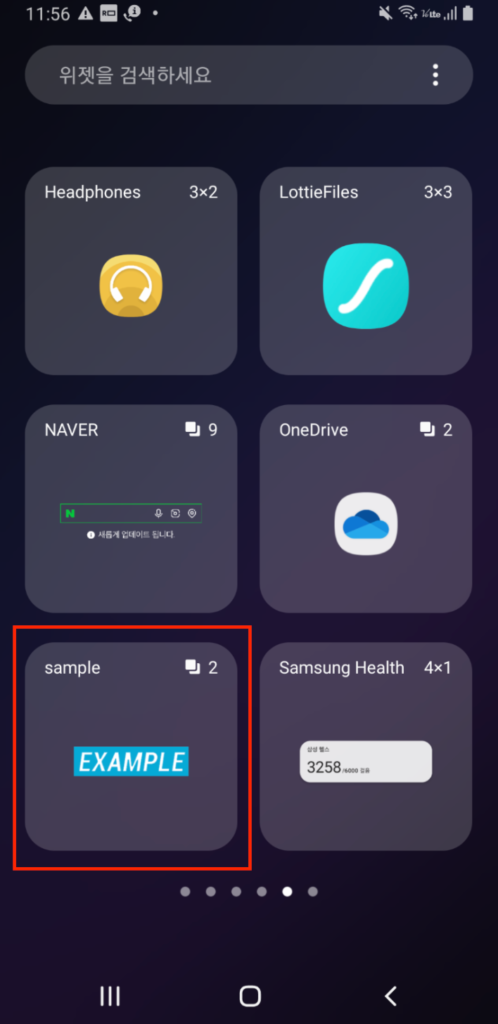 11:56
위젯을 검색하세요
Headphones 3×2
LottieFiles 3×3
NAVER 9
OneDrive 2
N
새롭게 업데이트 됩니다.
sample 2
Samsung Health 4×1
EXAMPLE
삼성 헬스
3258 /6000 걸음